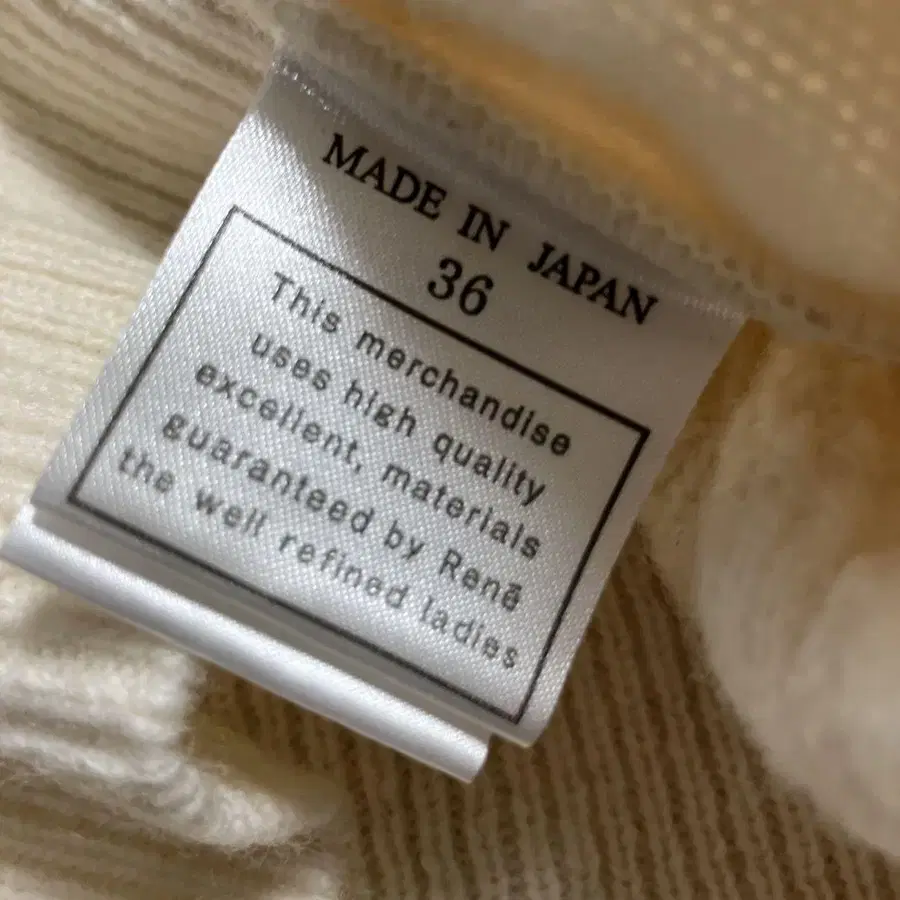 MADE IN JAPAN
36
This merchandise
uses high quality
excellent, materials
guaranteed by Renē
the well refined ladies